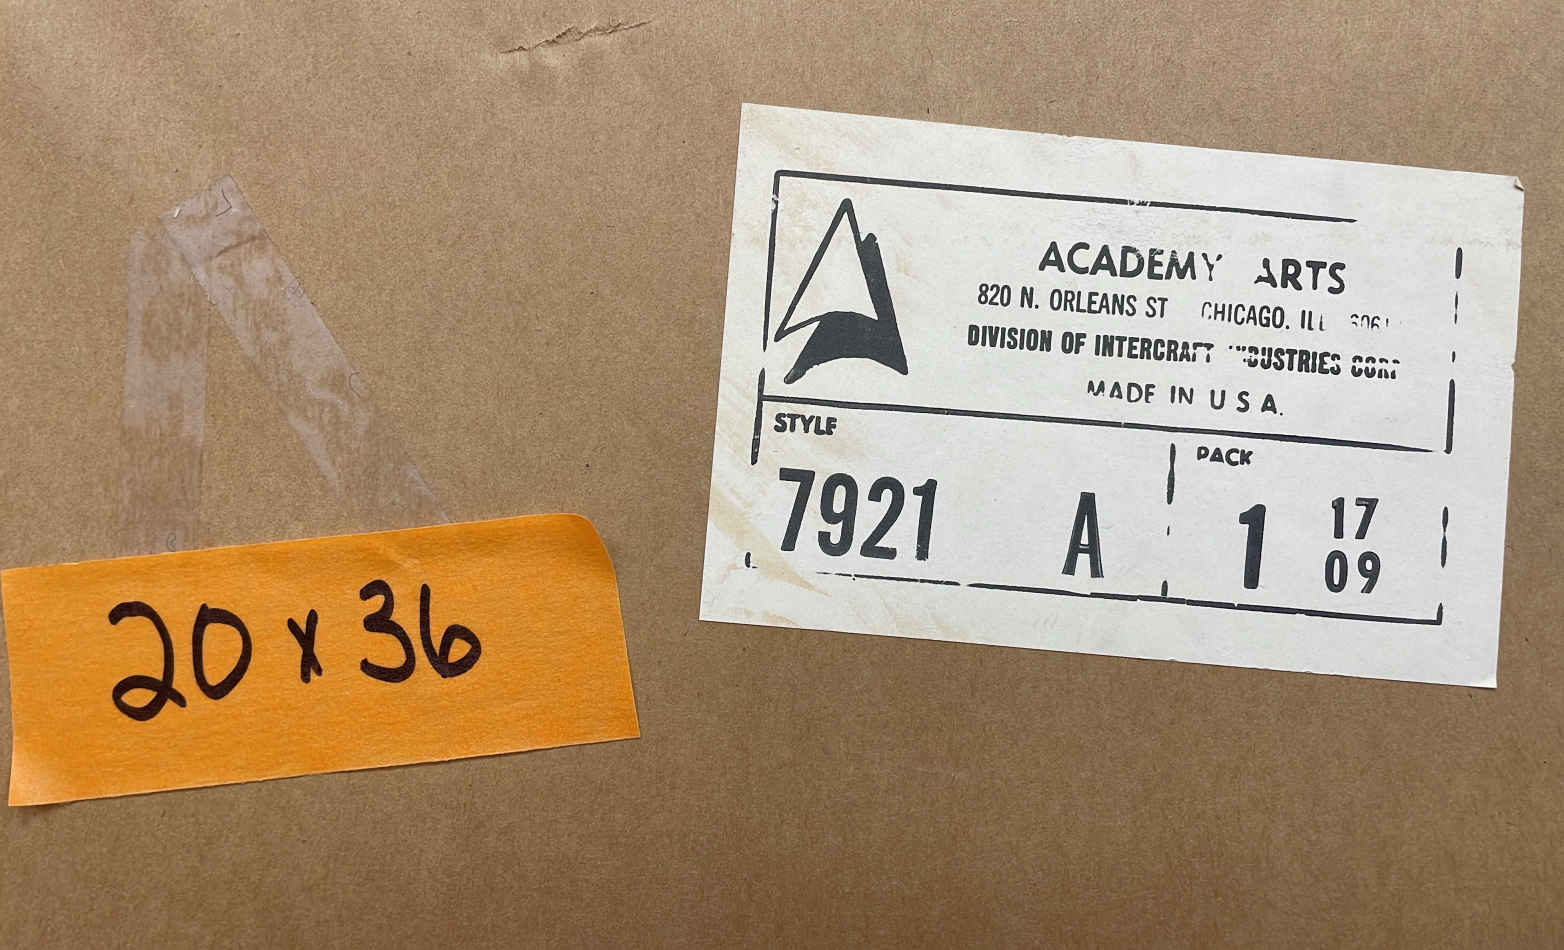 ACADEMY ARTS
820 N. ORLEANS ST CHICAGO. ILL
DIVISION OF INTERCRAFT INDUSTRIES CORP
MADE IN U S A.
STYLE
PACK
7921 A 1 17
09
20 x 36